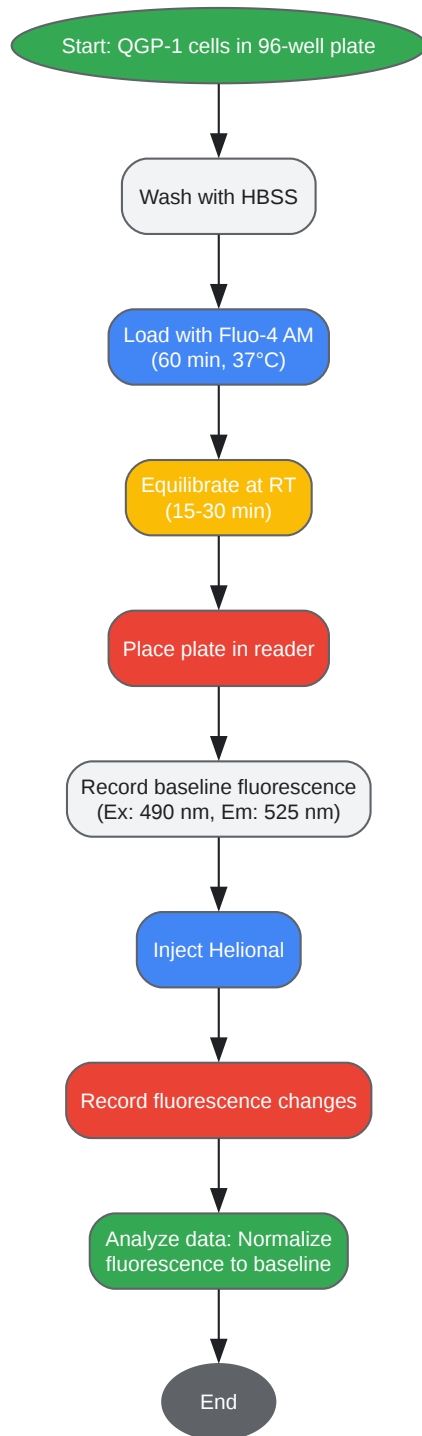 Start: QGP-1 cells in 96-well plate
Wash with HBSS
Load with Fluo-4 AM
(60 min, 37°C)
Equilibrate at RT
(15-30 min)
Place plate in reader
Record baseline fluorescence
(Ex: 490 nm, Em: 525 nm)
Inject Helional
Record fluorescence changes
Analyze data: Normalize
fluorescence to baseline
End